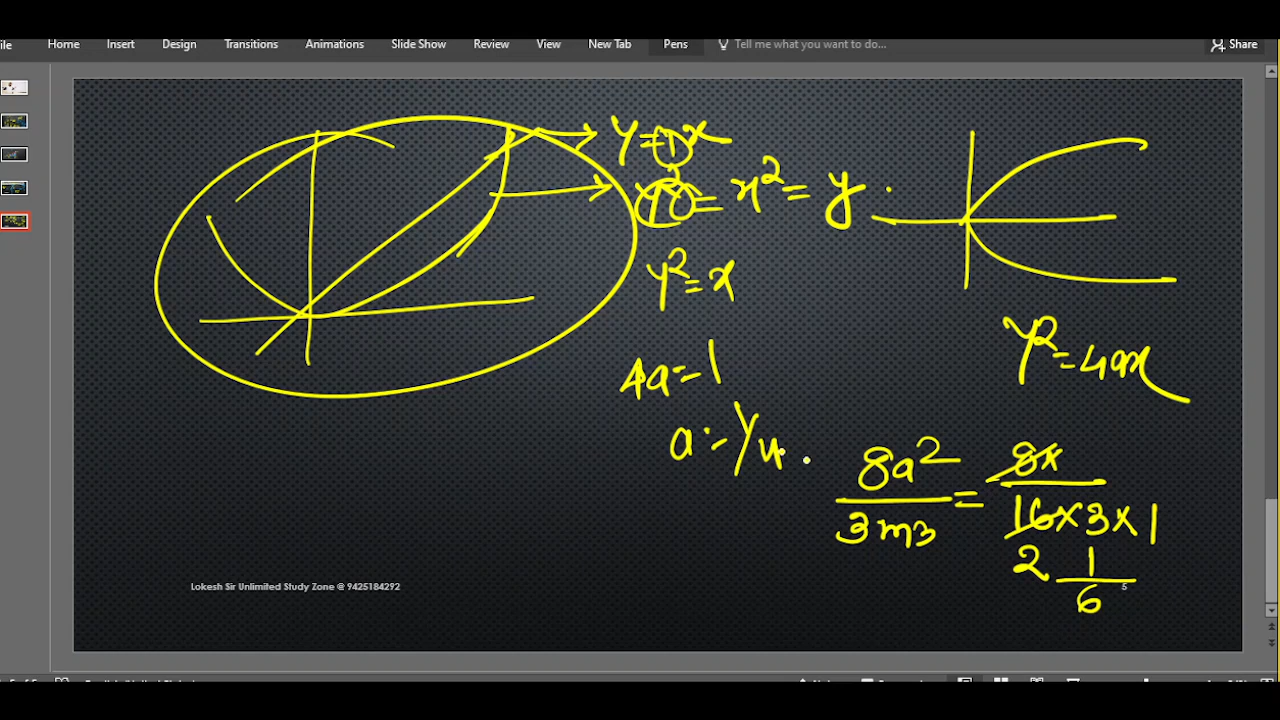 File Home Insert Design Transitions Animations Slide Show Review View New Tab Pens Tell me what you want to do... Share
y=1x
x²=y
y²=x
4a=1
a=1/4
y²=4ax
8a²/3m3 = 8x/16x3x1
2
1/6
Lokesh Sir Unlimited Study Zone @ 9425184292
5